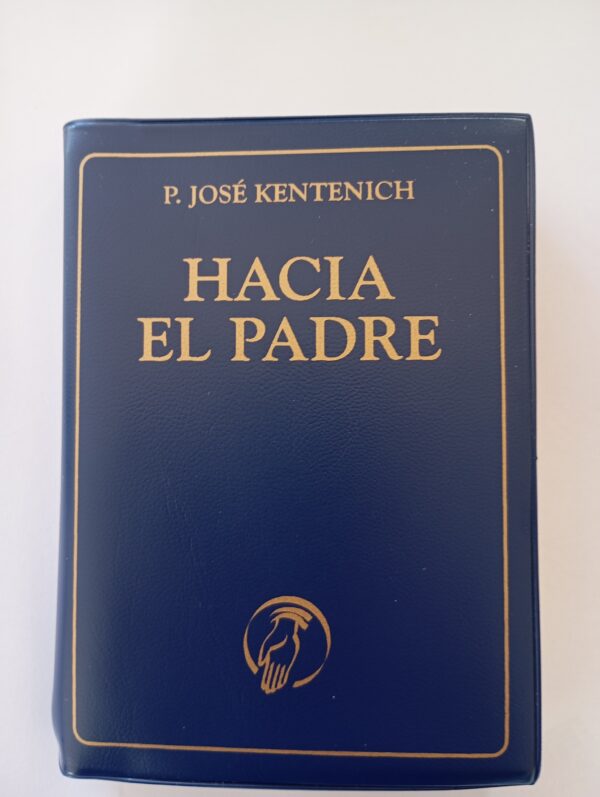 P. JOSÉ KENTENICH
HACIA
EL PADRE